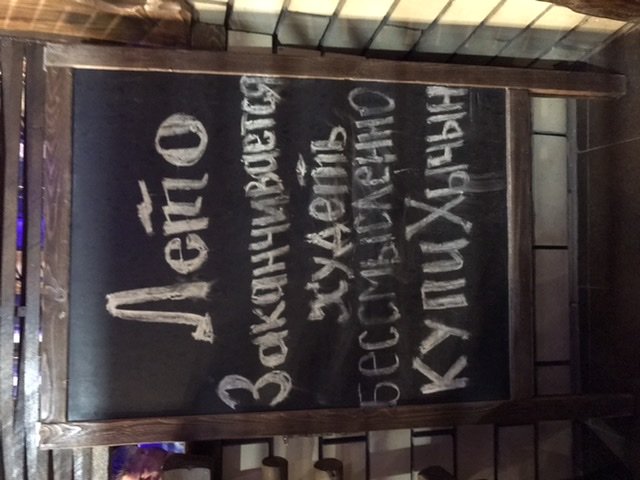 Лето
Заканчивается
худеть
бессмысленно
КУПИ ХЫЧЫН